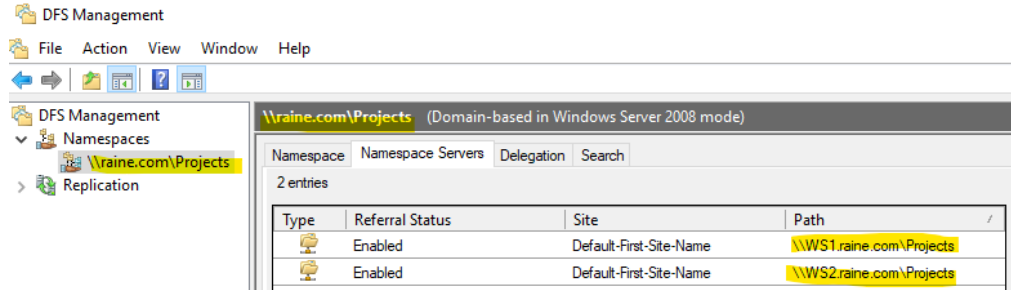 DFS Management
File Action View Window Help
DFS Management
Namespaces
\\raine.com\Projects
Replication
\\raine.com\Projects (Domain-based in Windows Server 2008 mode)
Namespace Namespace Servers Delegation Search
2 entries
Type Referral Status Site Path
Enabled Default-First-Site-Name \\WS1.raine.com\Projects
Enabled Default-First-Site-Name \\WS2.raine.com\Projects